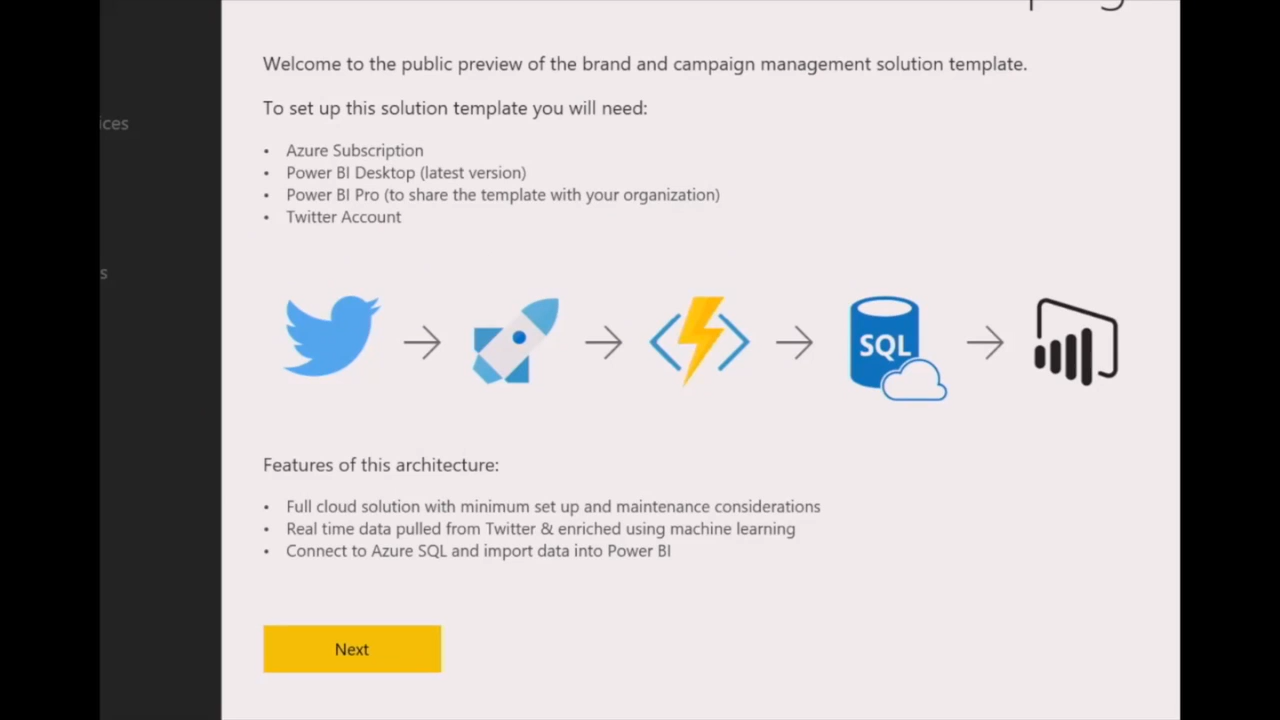 Welcome to the public preview of the brand and campaign management solution template.
To set up this solution template you will need:
• Azure Subscription
• Power BI Desktop (latest version)
• Power BI Pro (to share the template with your organization)
• Twitter Account
SQL
Features of this architecture:
• Full cloud solution with minimum set up and maintenance considerations
• Real time data pulled from Twitter & enriched using machine learning
• Connect to Azure SQL and import data into Power BI
Next